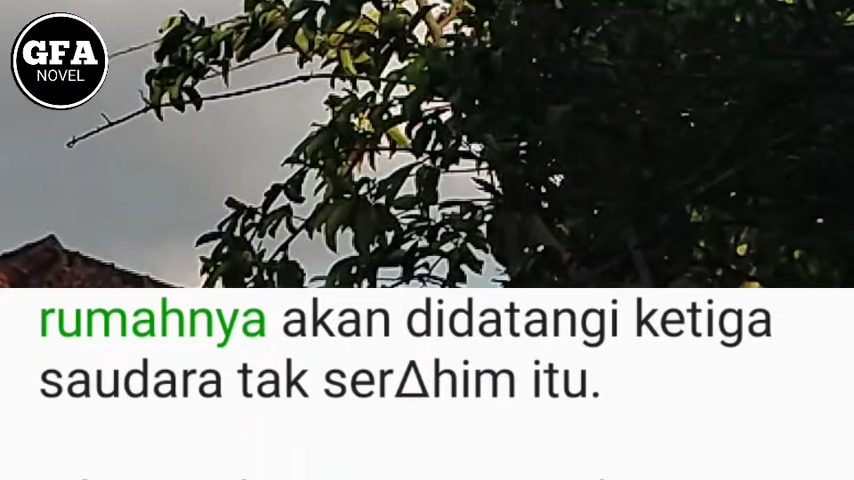 GFA
NOVEL
rumahnya akan didatangi ketiga
saudara tak serΔhim itu.